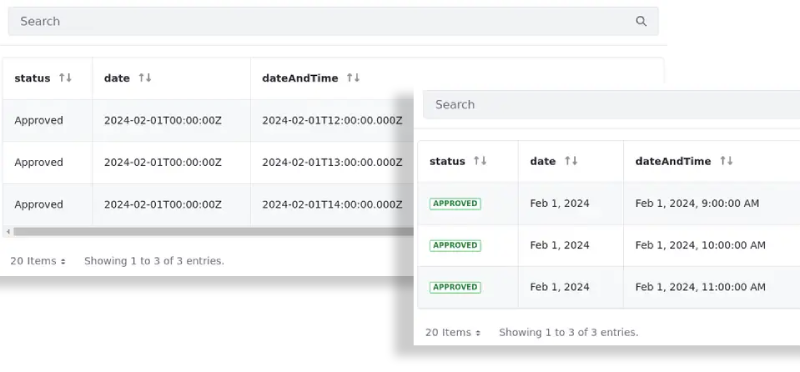 Search
status date dateAndTime
Approved 2024-02-01T00:00:00Z 2024-02-01T12:00:00.000Z
Approved 2024-02-01T00:00:00Z 2024-02-01T13:00:00.000Z
Approved 2024-02-01T00:00:00Z 2024-02-01T14:00:00.000Z
20 Items Showing 1 to 3 of 3 entries.
Search
status date dateAndTime
APPROVED Feb 1, 2024 Feb 1, 2024, 9:00:00 AM
APPROVED Feb 1, 2024 Feb 1, 2024, 10:00:00 AM
APPROVED Feb 1, 2024 Feb 1, 2024, 11:00:00 AM
20 Items Showing 1 to 3 of 3 entries.